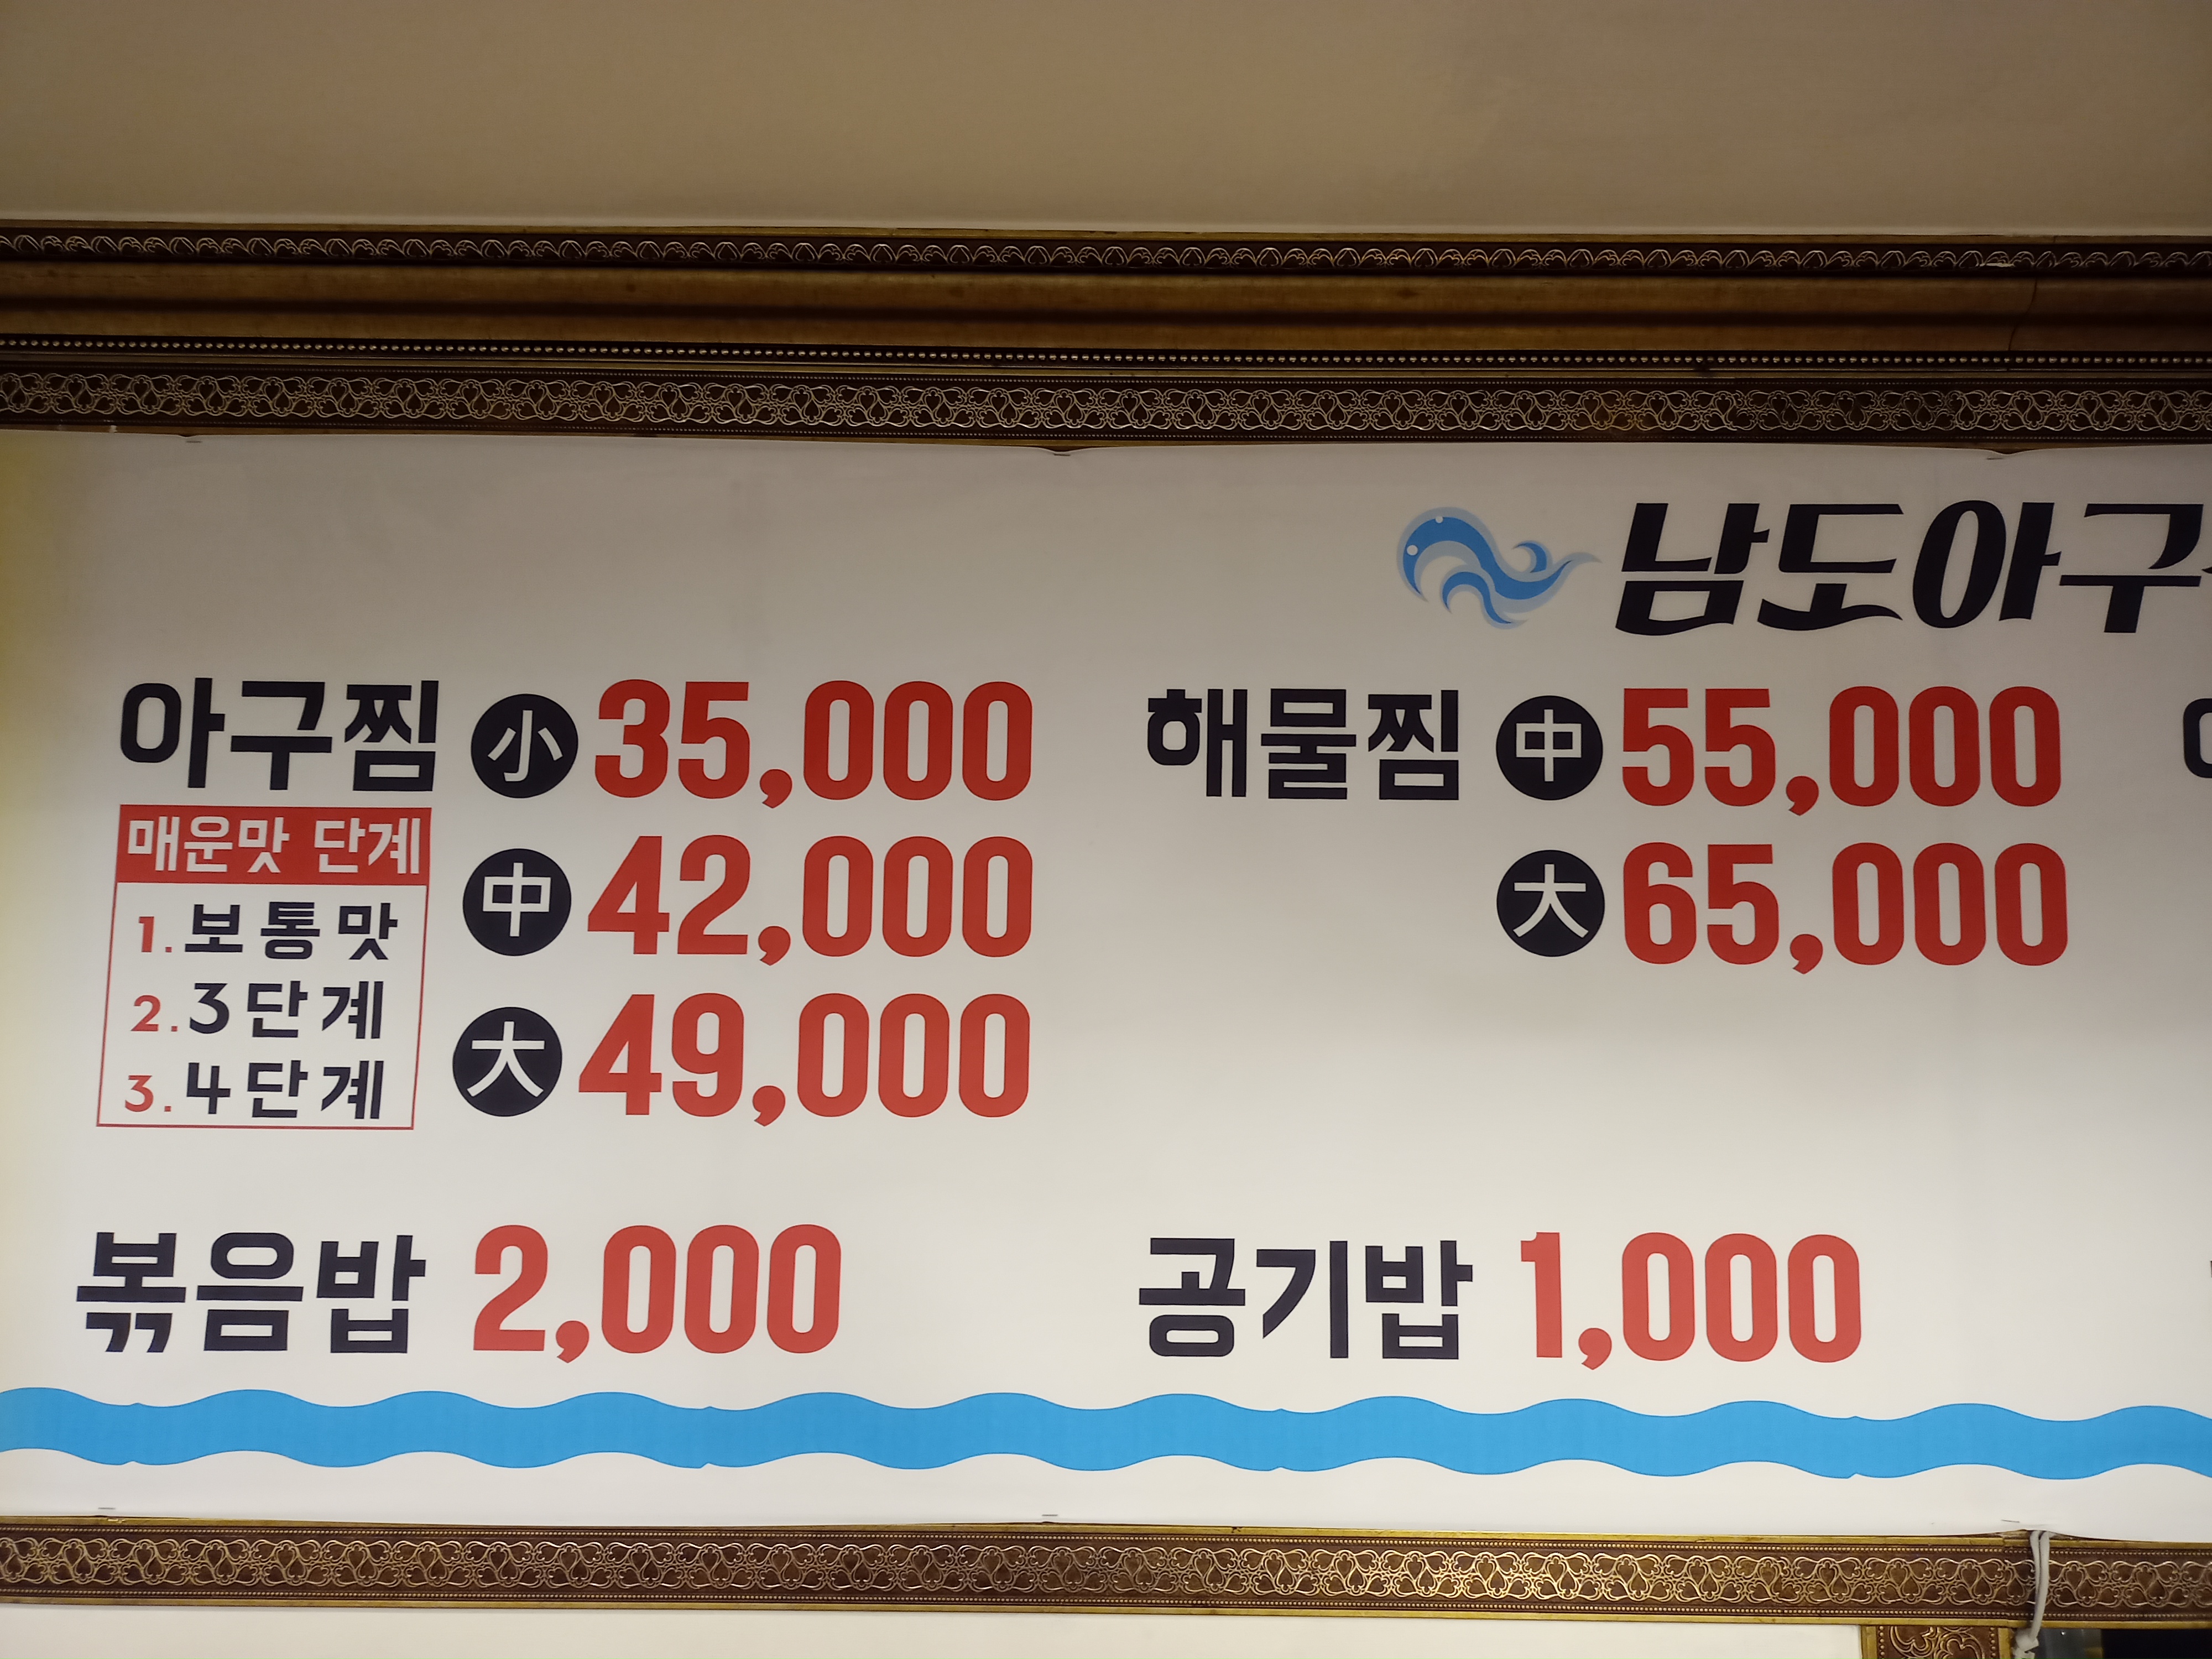 남도아구
아구찜 小 35,000
中 42,000
大 49,000
매운맛 단계
1. 보통맛
2. 3단계
3. 4단계
해물찜 中 55,000
大 65,000
볶음밥 2,000
공기밥 1,000